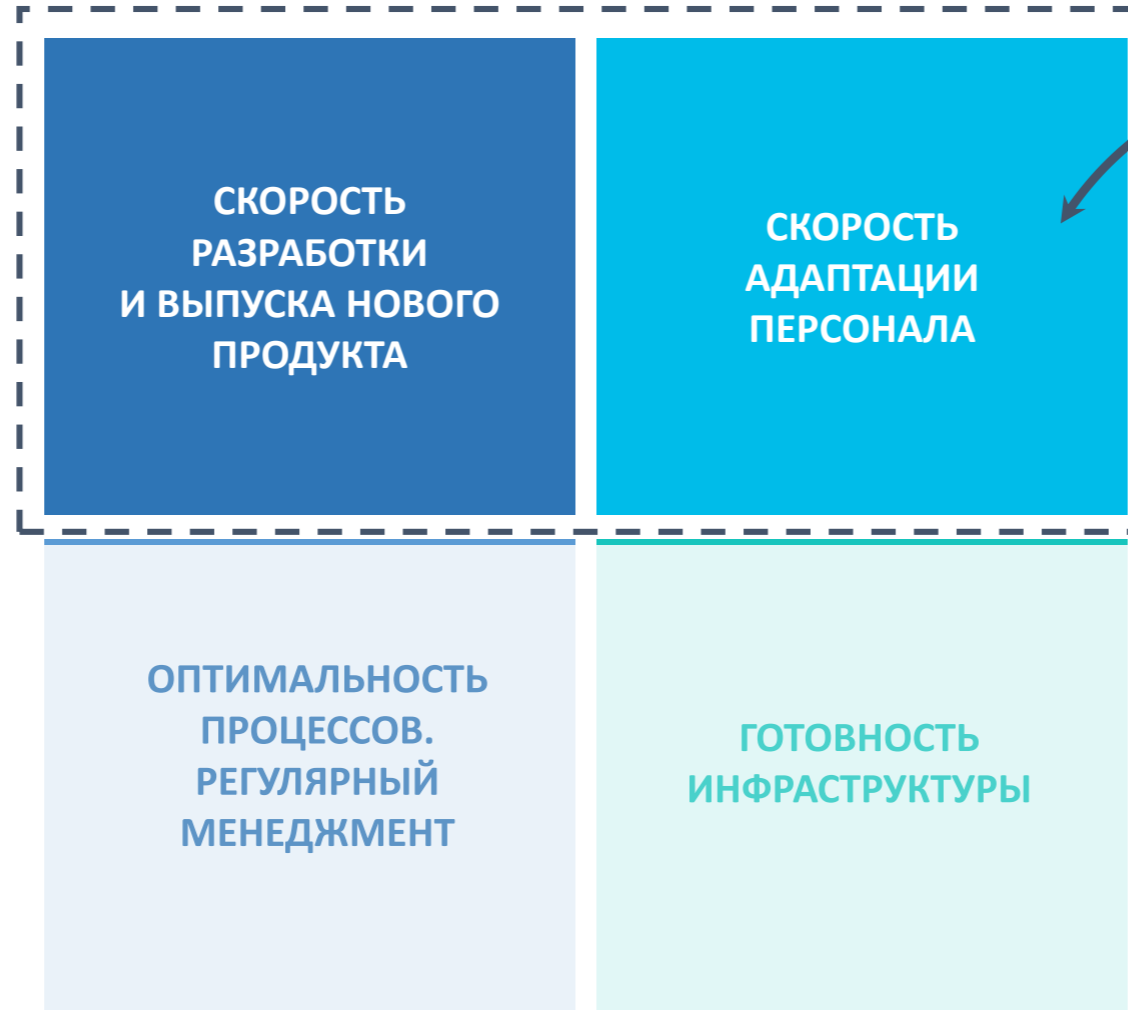 СКОРОСТЬ
РАЗРАБОТКИ
И ВЫПУСКА НОВОГО
ПРОДУКТА
СКОРОСТЬ
АДАПТАЦИИ
ПЕРСОНАЛА
ОПТИМАЛЬНОСТЬ
ПРОЦЕССОВ.
РЕГУЛЯРНЫЙ
МЕНЕДЖМЕНТ
ГОТОВНОСТЬ
ИНФРАСТРУКТУРЫ